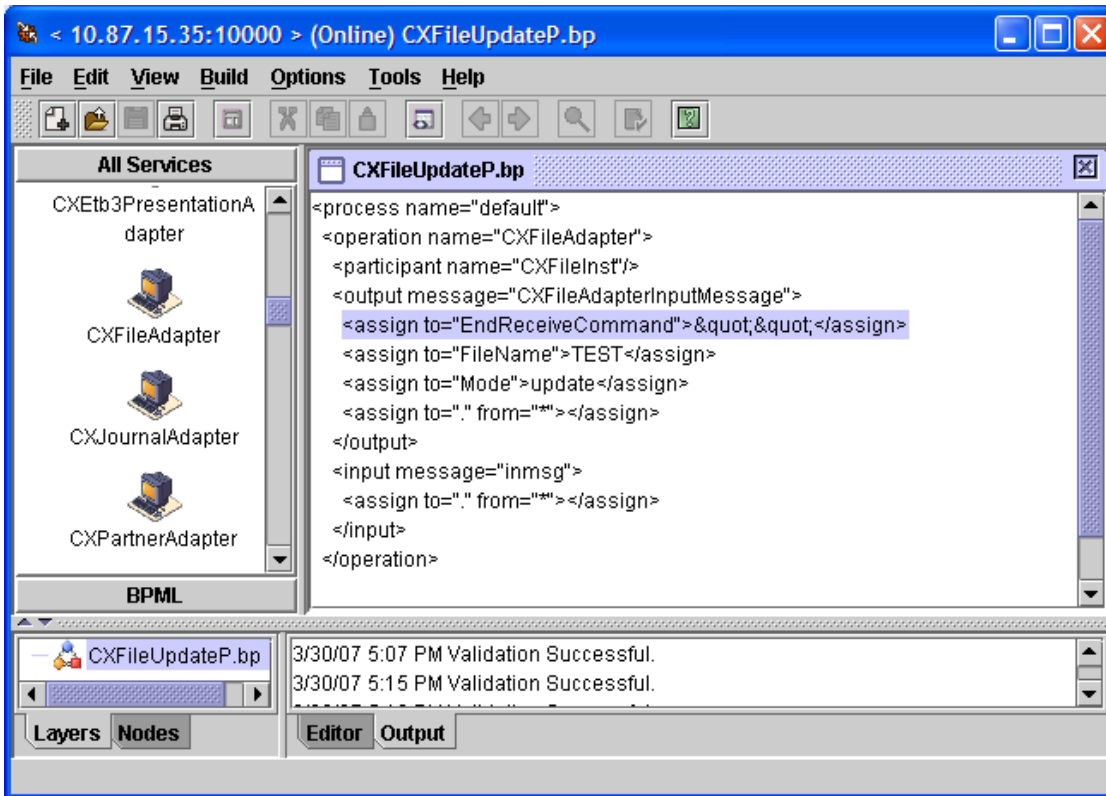 < 10.87.15.35:10000 > (Online) CXFileUpdateP.bp
File Edit View Build Options Tools Help
All Services
CXEtb3PresentationA
dapter
CXFileAdapter
CXJournalAdapter
CXPartnerAdapter
BPML
CXFileUpdateP.bp
<process name="default">
<operation name="CXFileAdapter">
<participant name="CXFileInst"/>
<output message="CXFileAdapterInputMessage">
<assign to="EndReceiveCommand">&quot;&quot;</assign>
<assign to="FileName">TEST</assign>
<assign to="Mode">update</assign>
<assign to="." from="*"></assign>
</output>
<input message="inmsg">
<assign to="." from="*"></assign>
</input>
</operation>
CXFileUpdateP.bp
Layers Nodes
3/30/07 5:07 PM Validation Successful.
3/30/07 5:15 PM Validation Successful.
Editor Output